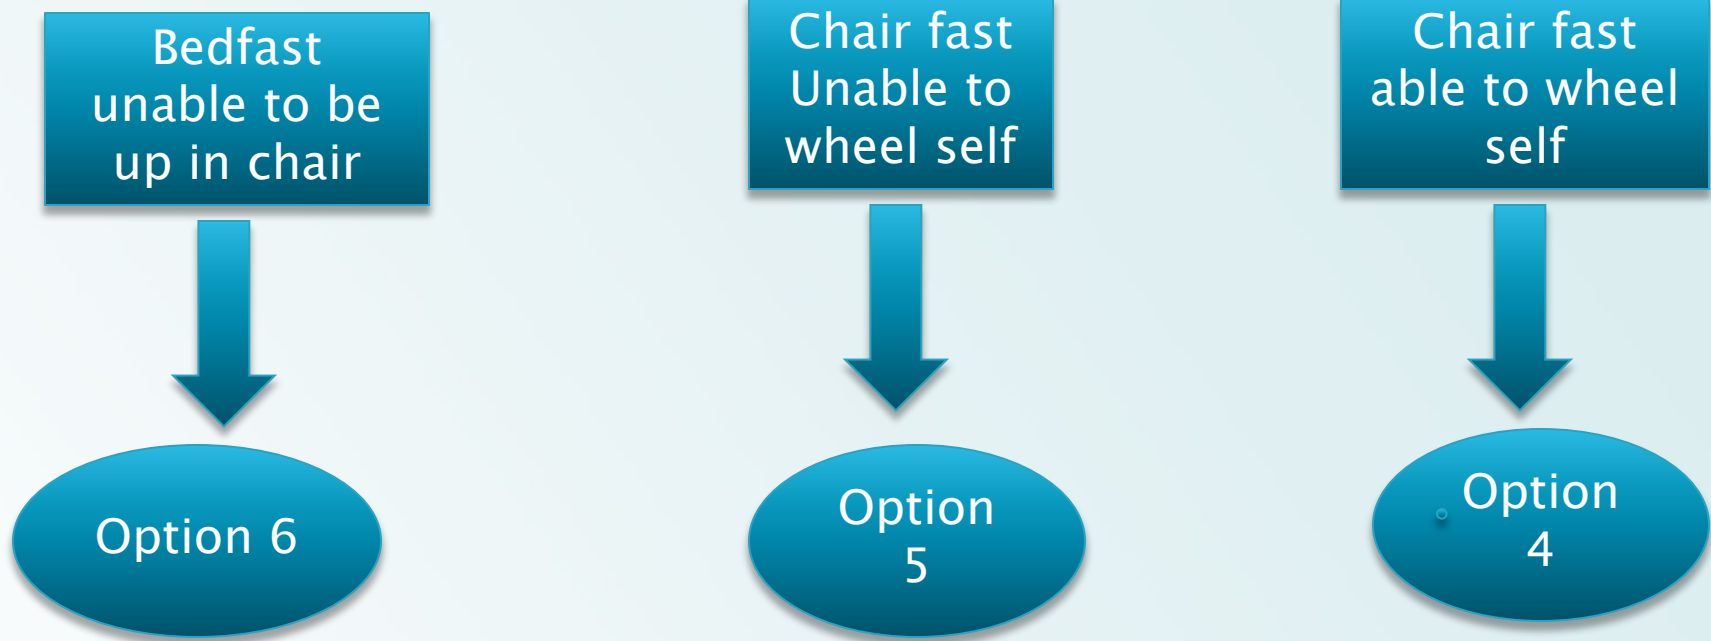 Bedfast
unable to be
up in chair
Chair fast
Unable to
wheel self
Chair fast
able to wheel
self
Option 6
Option
5
Option
4